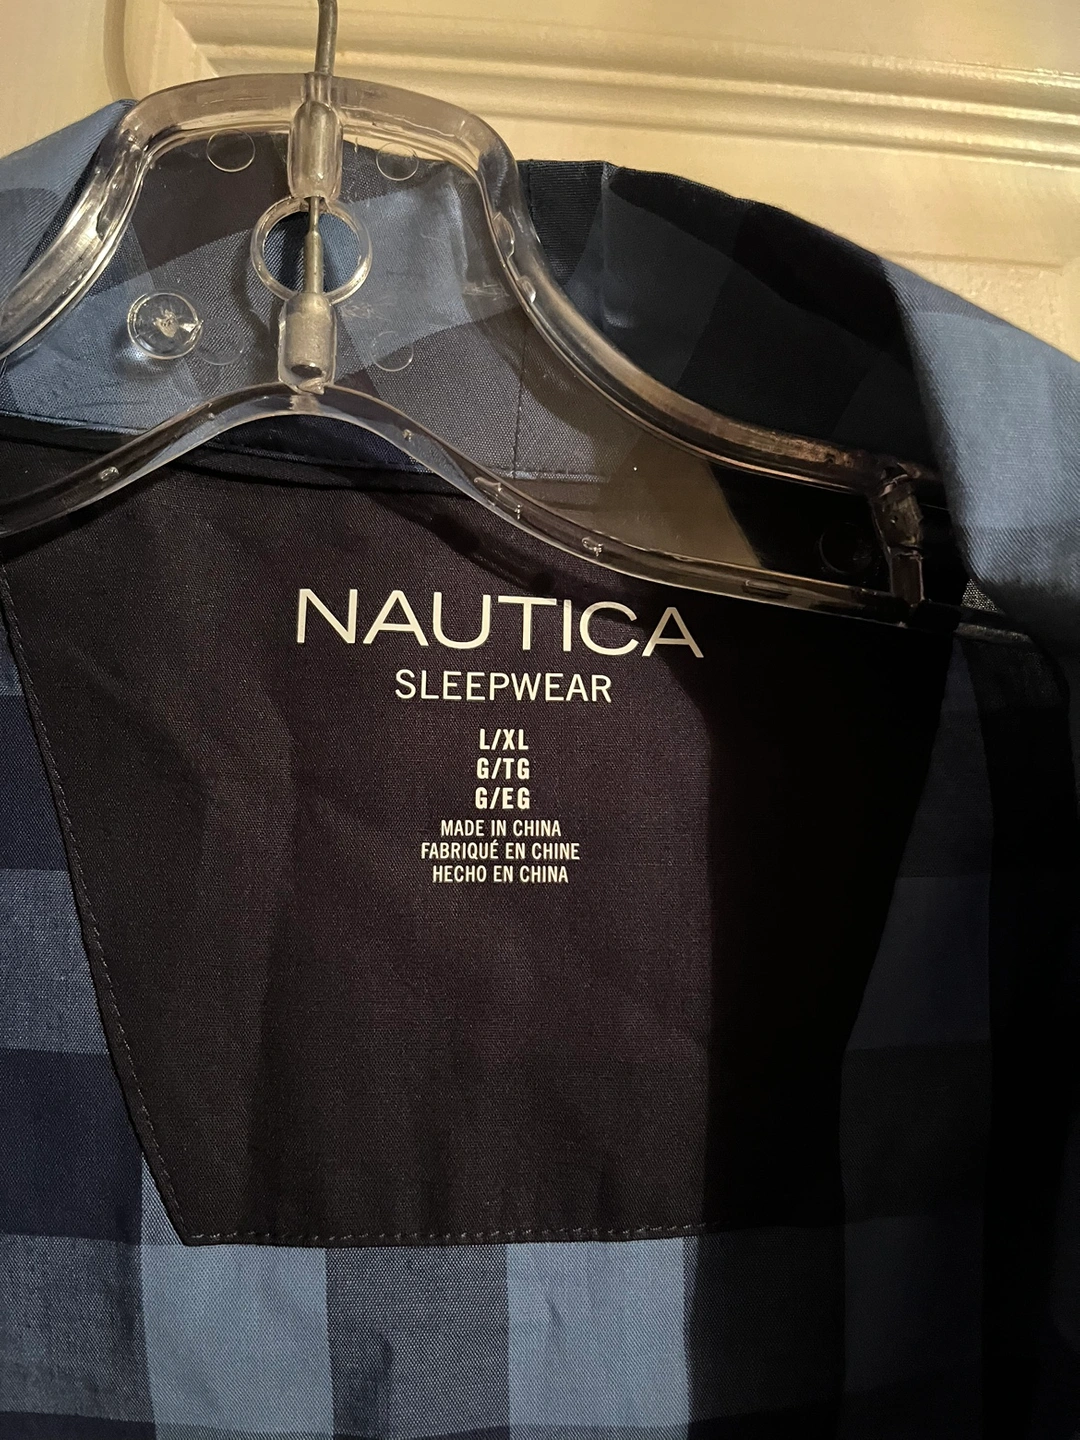 NAUTICA
SLEEPWEAR
L/XL
G/TG
G/EG
MADE IN CHINA
FABRIQUÉ EN CHINE
HECHO EN CHINA